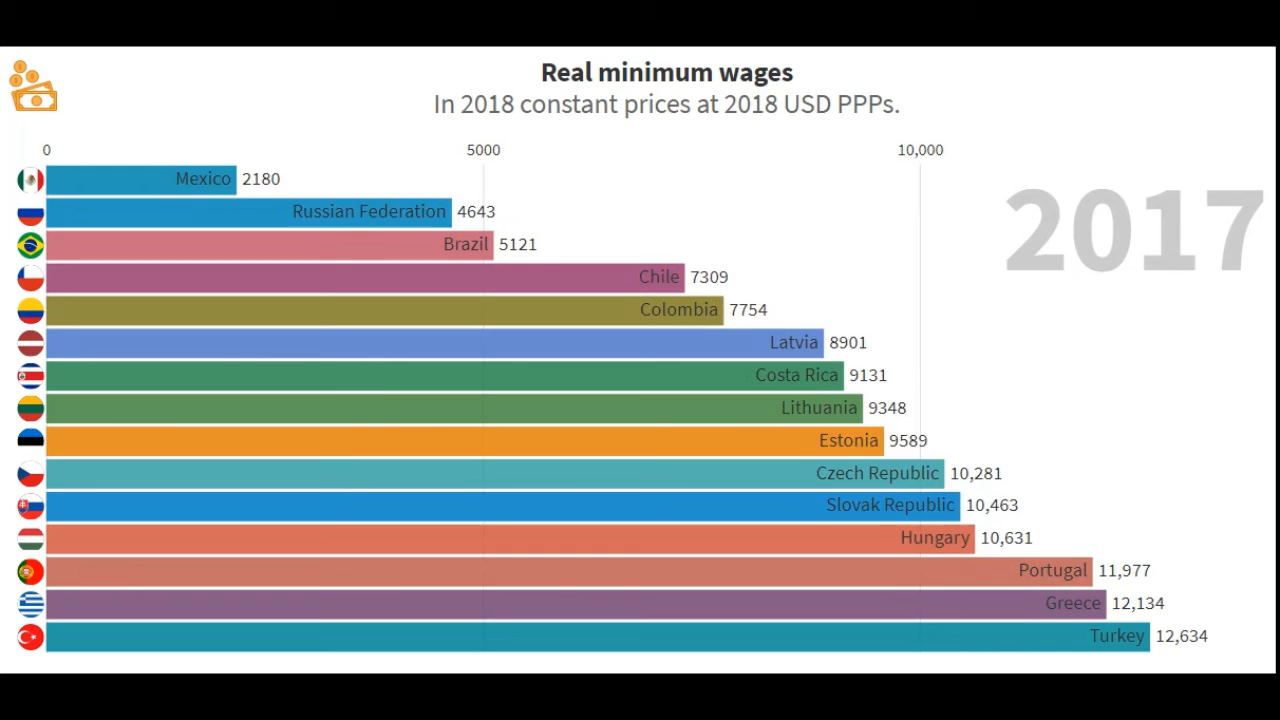 Real minimum wages
In 2018 constant prices at 2018 USD PPPs.
0 5000 10,000
2017
Mexico 2180
Russian Federation 4643
Brazil 5121
Chile 7309
Colombia 7754
Latvia 8901
Costa Rica 9131
Lithuania 9348
Estonia 9589
Czech Republic 10,281
Slovak Republic 10,463
Hungary 10,631
Portugal 11,977
Greece 12,134
Turkey 12,634